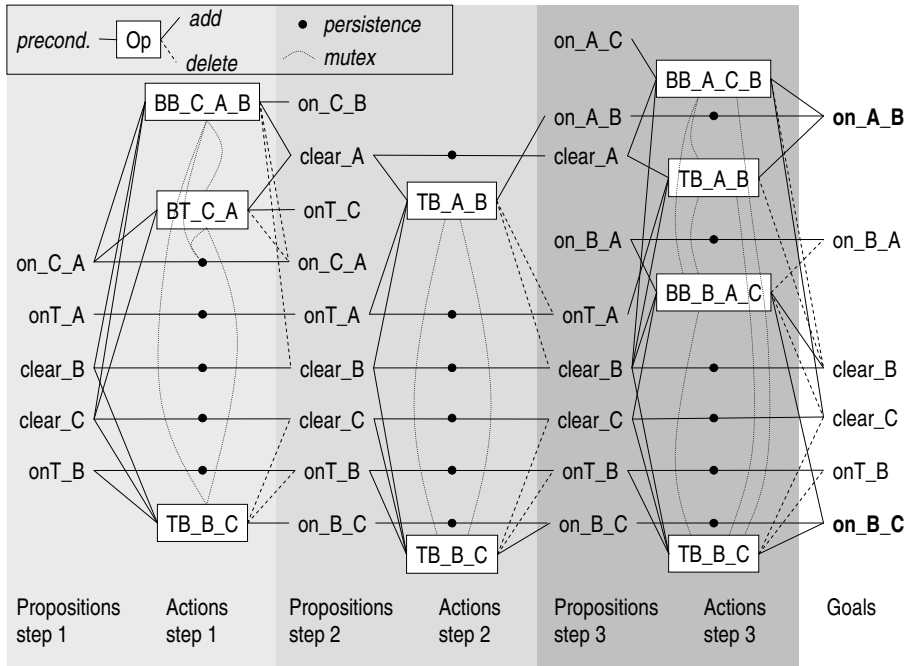 add
precond.
Op
delete
persistence
mutex
BB_C_A_B
BT_C_A
on_C_A
onT_A
clear_B
clear_C
onT_B
TB_B_C
on_C_B
clear_A
onT_C
on_C_A
onT_A
clear_B
clear_C
onT_B
on_B_C
TB_A_B
TB_B_C
on_A_C
on_A_B
clear_A
on_B_A
onT_A
clear_B
clear_C
onT_B
on_B_C
BB_A_C_B
TB_A_B
BB_B_A_C
TB_B_C
on_A_B
on_B_A
clear_B
clear_C
onT_B
on_B_C
Propositions
step 1
Actions
step 1
Propositions
step 2
Actions
step 2
Propositions
step 3
Actions
step 3
Goals